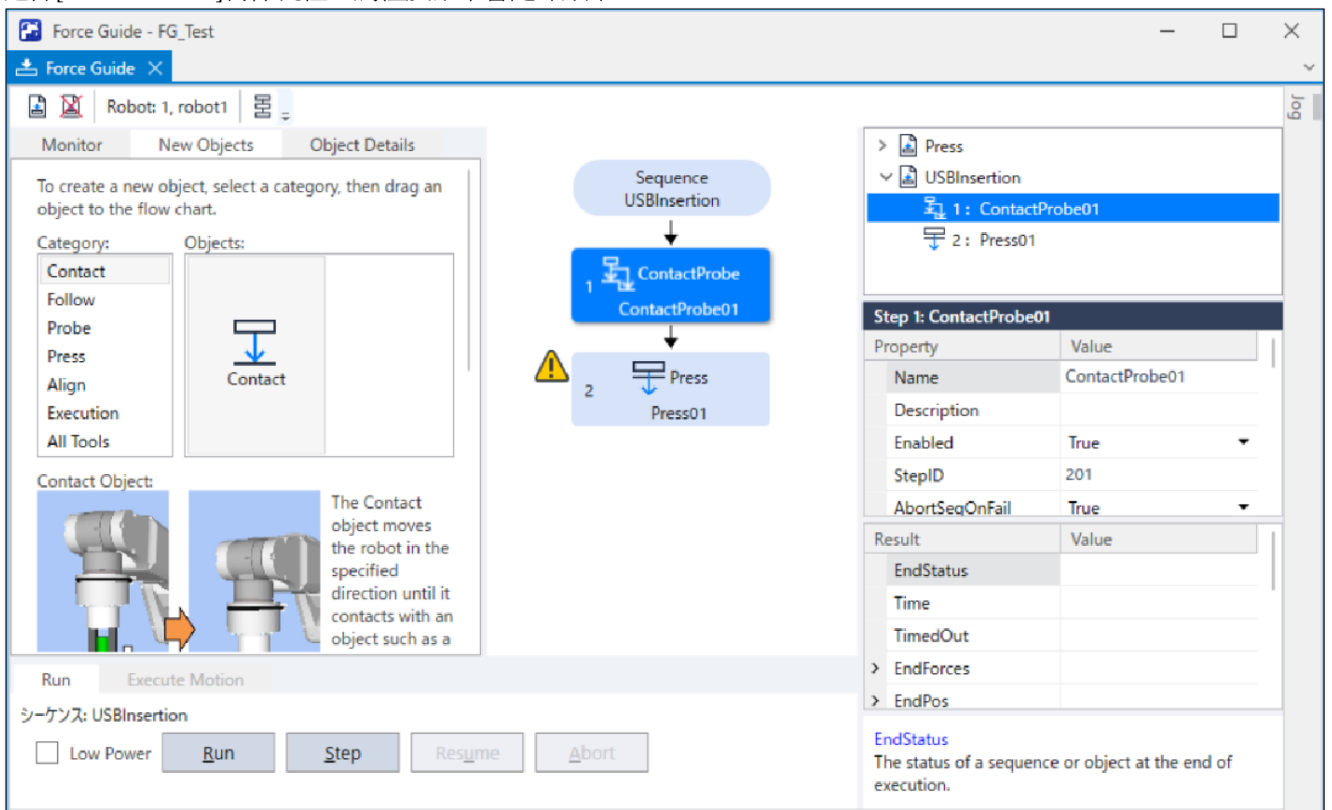 Force Guide - FG_Test
Force Guide
Robot: 1, robot1
Jog
Monitor
New Objects
Object Details
To create a new object, select a category, then drag an
object to the flow chart.
Category:
Objects:
Contact
Follow
Probe
Press
Align
Execution
All Tools
Contact
Contact Object:
The Contact
object moves
the robot in the
specified
direction until it
contacts with an
object such as a
Sequence
USBInsertion
1
ContactProbe
ContactProbe01
2
Press
Press01
Press
USBInsertion
1 : ContactProbe01
2 : Press01
Step 1: ContactProbe01
Property Value
Name ContactProbe01
Description
Enabled True
StepID 201
AbortSeqOnFail True
Result Value
EndStatus
Time
TimedOut
EndForces
EndPos
EndStatus
The status of a sequence or object at the end of
execution.
Run
Execute Motion
シーケンス: USBInsertion
Low Power
Run
Step
Resume
Abort